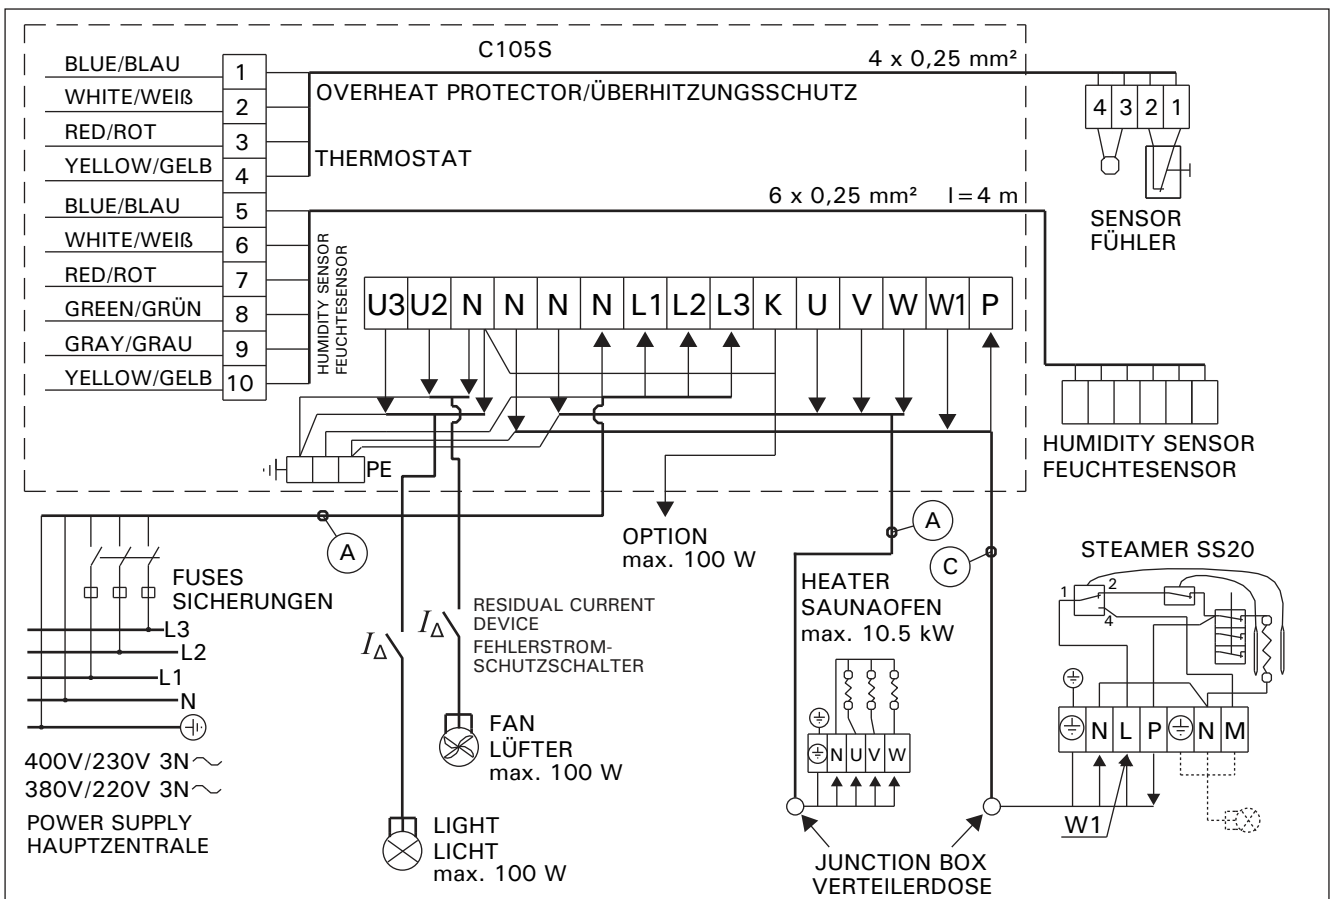 C105S
4 x 0,25 mm²
BLUE/BLAU 1
WHITE/WEIß 2
RED/ROT 3
YELLOW/GELB 4
BLUE/BLAU 5
WHITE/WEIß 6
RED/ROT 7
GREEN/GRÜN 8
GRAY/GRAU 9
YELLOW/GELB 10
OVERHEAT PROTECTOR/ÜBERHITZUNGSSCHUTZ
THERMOSTAT
4 3 2 1
SENSOR
FÜHLER
6 x 0,25 mm² l=4 m
HUMIDITY SENSOR
FEUCHTESENSOR
U3 U2 N N N N L1 L2 L3 K U V W W1 P
HUMIDITY SENSOR
FEUCHTESENSOR
PE
OPTION
max. 100 W
A
A
C
FUSES
SICHERUNGEN
L3
L2
L1
N
400V/230V 3N~
380V/220V 3N~
POWER SUPPLY
HAUPTZENTRALE
RESIDUAL CURRENT
DEVICE
FEHLERSTROM-
SCHUTZSCHALTER
IΔ
IΔ
FAN
LÜFTER
max. 100 W
LIGHT
LICHT
max. 100 W
HEATER
SAUNAOFEN
max. 10.5 kW
N U V W
STEAMER SS20
1 2
4
N L P N M
W1
JUNCTION BOX
VERTEILERDOSE